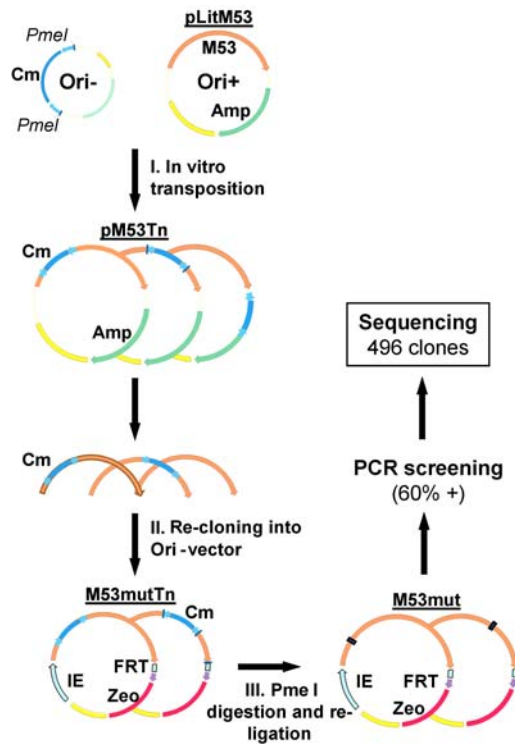 PmeI
Cm
Ori-
PmeI
pLitM53
M53
Ori+
Amp
I. In vitro
transposition
pM53Tn
Cm
Amp
Cm
II. Re-cloning into
Ori -vector
M53mutTn
Cm
FRT
IE
Zeo
III. Pme I
digestion and re-
ligation
M53mut
IE
FRT
Zeo
PCR screening
(60% +)
Sequencing
496 clones